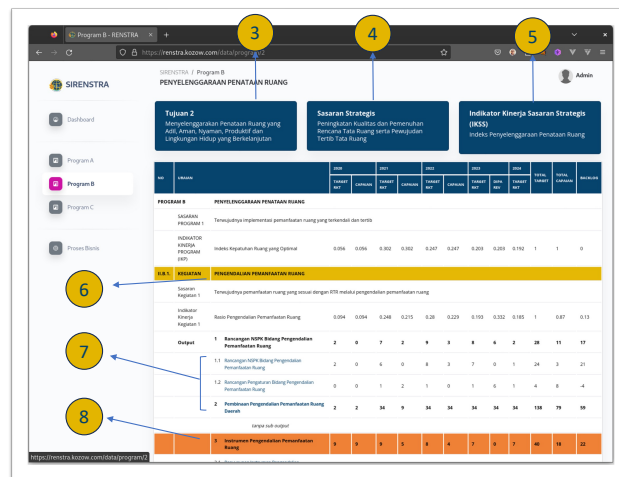 3
4
5
Program B - RENSTRA
https://renstra.kozow.com/data/program/2
SIRENSTRA
SIRENSTRA / Program B
PENYELENGGARAAN PENATAAN RUANG
Admin
Dashboard
Program A
Program B
Program C
Proses Bisnis
Tujuan 2
Menyelenggarakan Penataan Ruang yang
Adil, Aman, Nyaman, Produktif dan
Lingkungan Hidup yang Berkelanjutan
Sasaran Strategis
Peningkatan Kualitas dan Pemenuhan
Rencana Tata Ruang serta Pewujudan
Tertib Tata Ruang
Indikator Kinerja Sasaran Strategis
(IKSS)
Indeks Penyelenggaraan Penataan Ruang
2020 2021 2022 2023 2024
NO URAIAN TARGET RKT CAPAIAN TARGET RKT CAPAIAN TARGET RKT CAPAIAN TARGET RKT DIPA REV TARGET RKT TOTAL TARGET TOTAL CAPAIAN BACKLOG
PROGRAM B PENYELENGGARAAN PENATAAN RUANG
SASARAN PROGRAM 1 Terwujudnya implementasi pemanfaatan ruang yang terkendali dan tertib
INDIKATOR KINERJA PROGRAM (IKP) Indeks Kepatuhan Ruang yang Optimal 0.056 0.056 0.302 0.302 0.247 0.247 0.203 0.203 0.192 1 1 0
6
II.B.1. KEGIATAN PENGENDALIAN PEMANFAATAN RUANG
Sasaran Kegiatan 1 Terwujudnya pemanfaatan ruang yang sesuai dengan RTR melalui pengendalian pemanfaatan ruang
Indikator Kinerja Kegiatan 1 Rasio Pengendalian Pemanfaatan Ruang 0.094 0.094 0.248 0.215 0.28 0.229 0.193 0.332 0.185 1 0.87 0.13
7
Output 1 Rancangan NSPK Bidang Pengendalian Pemanfaatan Ruang 2 0 7 2 9 3 8 6 2 28 11 17
1.1 Rancangan NSPK Bidang Pengendalian Pemanfaatan Ruang 2 0 6 0 8 3 7 0 1 24 3 21
1.2 Rancangan Pengaturan Bidang Pengendalian Pemanfaatan Ruang 0 0 1 2 1 0 1 6 1 4 8 -4
2 Pembinaan Pengendalian Pemanfaatan Ruang Daerah 2 2 34 9 34 34 34 34 34 138 79 59
tanpa sub output
8
3 Instrumen Pengendalian Pemanfaatan Ruang
https://renstra.kozow.com/data/program/2